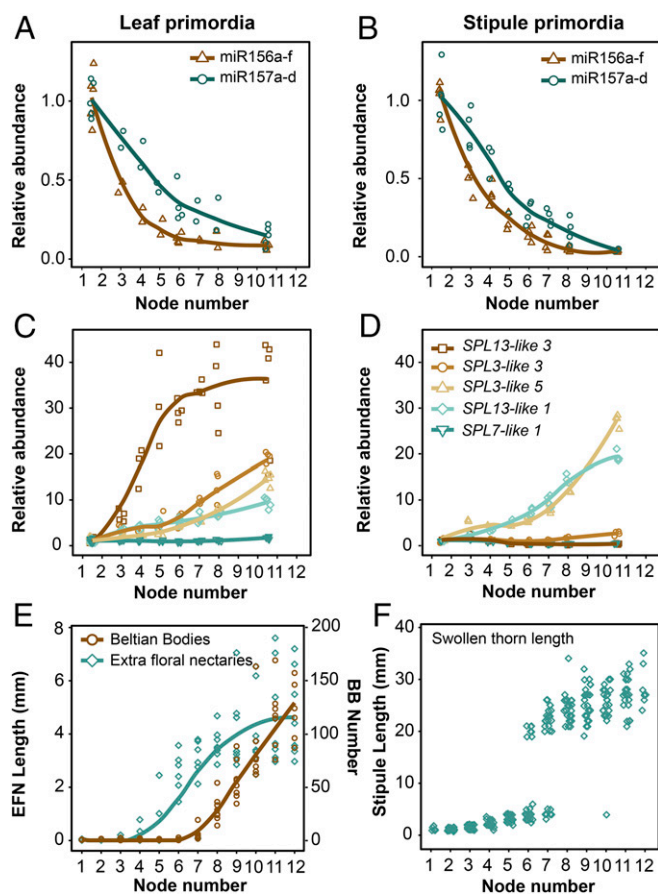 A
Leaf primordia
miR156a-f
miR157a-d
Relative abundance
1.0
0.5
0.0
1 2 3 4 5 6 7 8 9 10 11 12
Node number
B
Stipule primordia
miR156a-f
miR157a-d
Relative abundance
1.0
0.5
0.0
1 2 3 4 5 6 7 8 9 10 11 12
Node number
C
Relative abundance
40
30
20
10
0
1 2 3 4 5 6 7 8 9 10 11 12
Node number
D
SPL13-like 3
SPL3-like 3
SPL3-like 5
SPL13-like 1
SPL7-like 1
Relative abundance
40
30
20
10
0
1 2 3 4 5 6 7 8 9 10 11 12
Node number
E
Beltian Bodies
Extra floral nectaries
EFN Length (mm)
8
6
4
2
0
200
150
100
50
0
BB Number
1 2 3 4 5 6 7 8 9 10 11 12
Node number
F
Swollen thorn length
Stipule Length (mm)
40
30
20
10
0
1 2 3 4 5 6 7 8 9 10 11 12
Node number